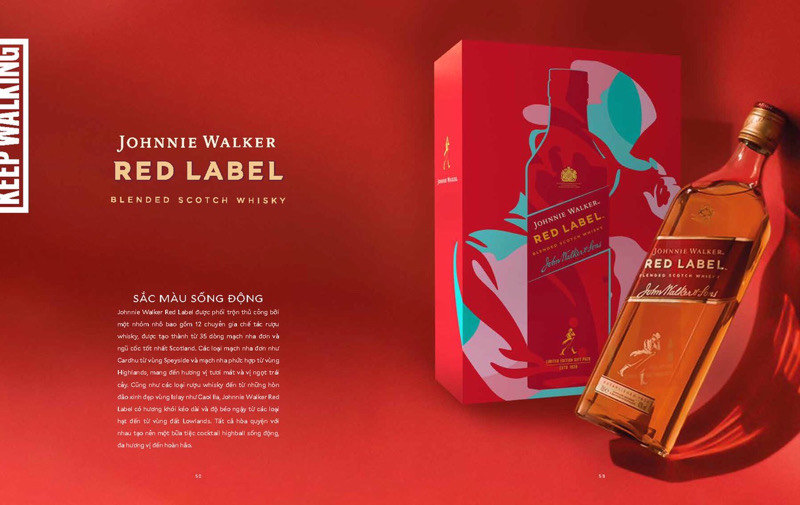 KEEP WALKING
JOHNNIE WALKER
RED LABEL
BLENDED SCOTCH WHISKY
SẮC MÀU SỐNG ĐỘNG
Johnnie Walker Red Label được phối trộn thủ công bởi
một nhóm nhỏ bao gồm 12 chuyên gia chế tác rượu
whisky, được tạo thành từ 35 dòng mạch nha đơn và
ngũ cốc tốt nhất Scotland. Các loại mạch nha đơn như
Cardhu từ vùng Speyside và mạch nha phức hợp từ vùng
Highlands, mang đến hương vị tươi mát và vị ngọt trái
cây. Cũng như các loại rượu whisky đến từ những hòn
đảo xinh đẹp vùng Islay như Caol Ila, Johnnie Walker Red
Label có hương khói kéo dài và độ béo ngậy từ các loại
hạt đến từ vùng đất Lowlands. Tất cả hòa quyện với
nhau tạo nên một bữa tiệc cocktail highball sống động,
đa hương vị đến hoàn hảo.
JOHNNIE WALKER
JOHNNIE WALKER
RED LABEL
BLENDED SCOTCH WHISKY
John Walker & Sons
LIMITED EDITION GIFT PACK
ESTD 1820
JOHNNIE WALKER
RED LABEL
BLENDED SCOTCH WHISKY
John Walker & Sons